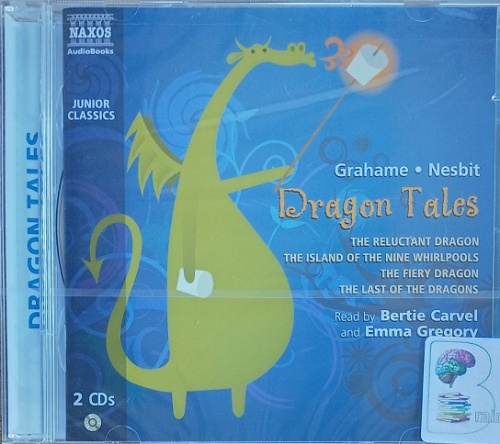 NAXOS
AudioBooks
JUNIOR
CLASSICS
Grahame • Nesbit
Dragon Tales
THE RELUCTANT DRAGON
THE ISLAND OF THE NINE WHIRLPOOLS
THE FIERY DRAGON
THE LAST OF THE DRAGONS
Read by Bertie Carvel
and Emma Gregory
2 CDs
DRAGON TALES